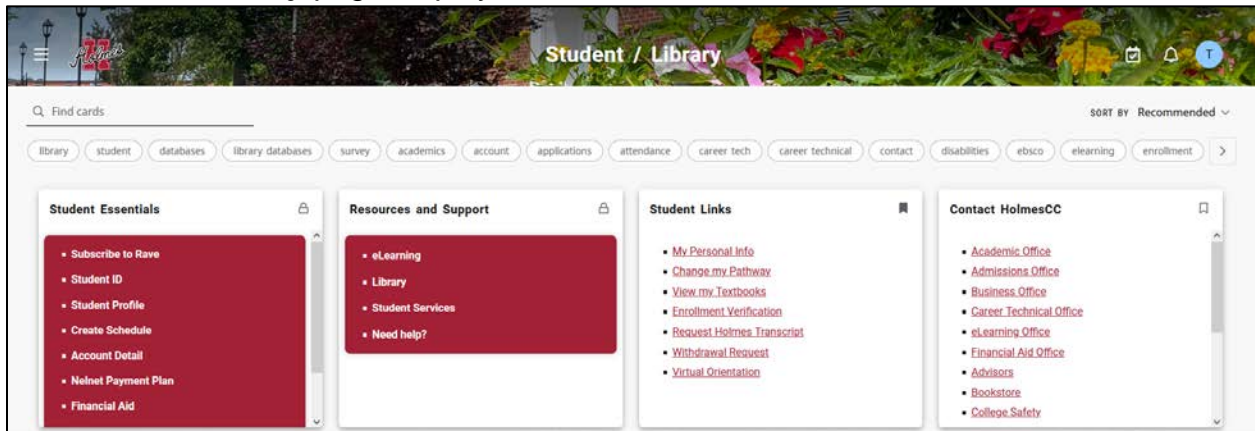 Holmes
H
Student / Library
T
Find cards
SORT BY Recommended
library student databases library databases survey academics account applications attendance career tech career technical contact disabilities ebsco elearning enrollment
Student Essentials
Subscribe to Rave
Student ID
Student Profile
Create Schedule
Account Detail
Nelnet Payment Plan
Financial Aid
Resources and Support
eLearning
Library
Student Services
Need help?
Student Links
My Personal Info
Change my Pathway
View my Textbooks
Enrollment Verification
Request Holmes Transcript
Withdrawal Request
Virtual Orientation
Contact HolmesCC
Academic Office
Admissions Office
Business Office
Career Technical Office
eLearning Office
Financial Aid Office
Advisors
Bookstore
College Safety